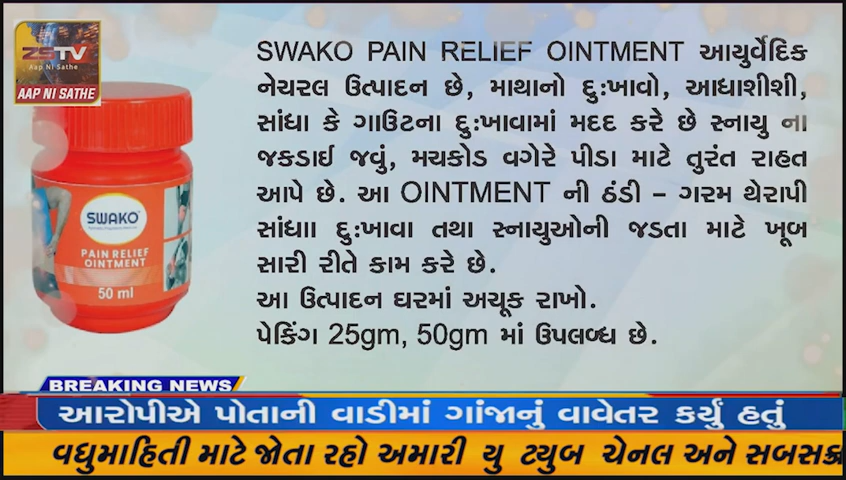 ZSTV
Aap Ni Sathe
AAP NI SATHE
SWAKO PAIN RELIEF OINTMENT આયુર્વેદિક
નેચરલ ઉત્પાદન છે, માથાનો દુઃખાવો, આધાશીશી,
સાંધા કે ગાઉટના દુઃખાવામાં મદદ કરે છે સ્નાયુ ના
જકડાઈ જવું, મચકોડ વગેરે પીડા માટે તુરંત રાહત
આપે છે. આ OINTMENT ની ઠંડી – ગરમ થેરાપી
સાંધાા દુઃખાવા તથા સ્નાયુઓની જડતા માટે ખૂબ
સારી રીતે કામ કરે છે.
આ ઉત્પાદન ઘરમાં અચૂક રાખો.
પેકિંગ 25gm, 50gm માં ઉપલબ્ધ છે.
SWAKO
PAIN RELIEF
OINTMENT
50 ml
BREAKING NEWS
આરોપીએ પોતાની વાડીમાં ગાંજાનું વાવેતર કર્યું હતું
વધુમાહિતી માટે જોતા રહો અમારી યુ ટ્યુબ ચેનલ અને સબસક્ર